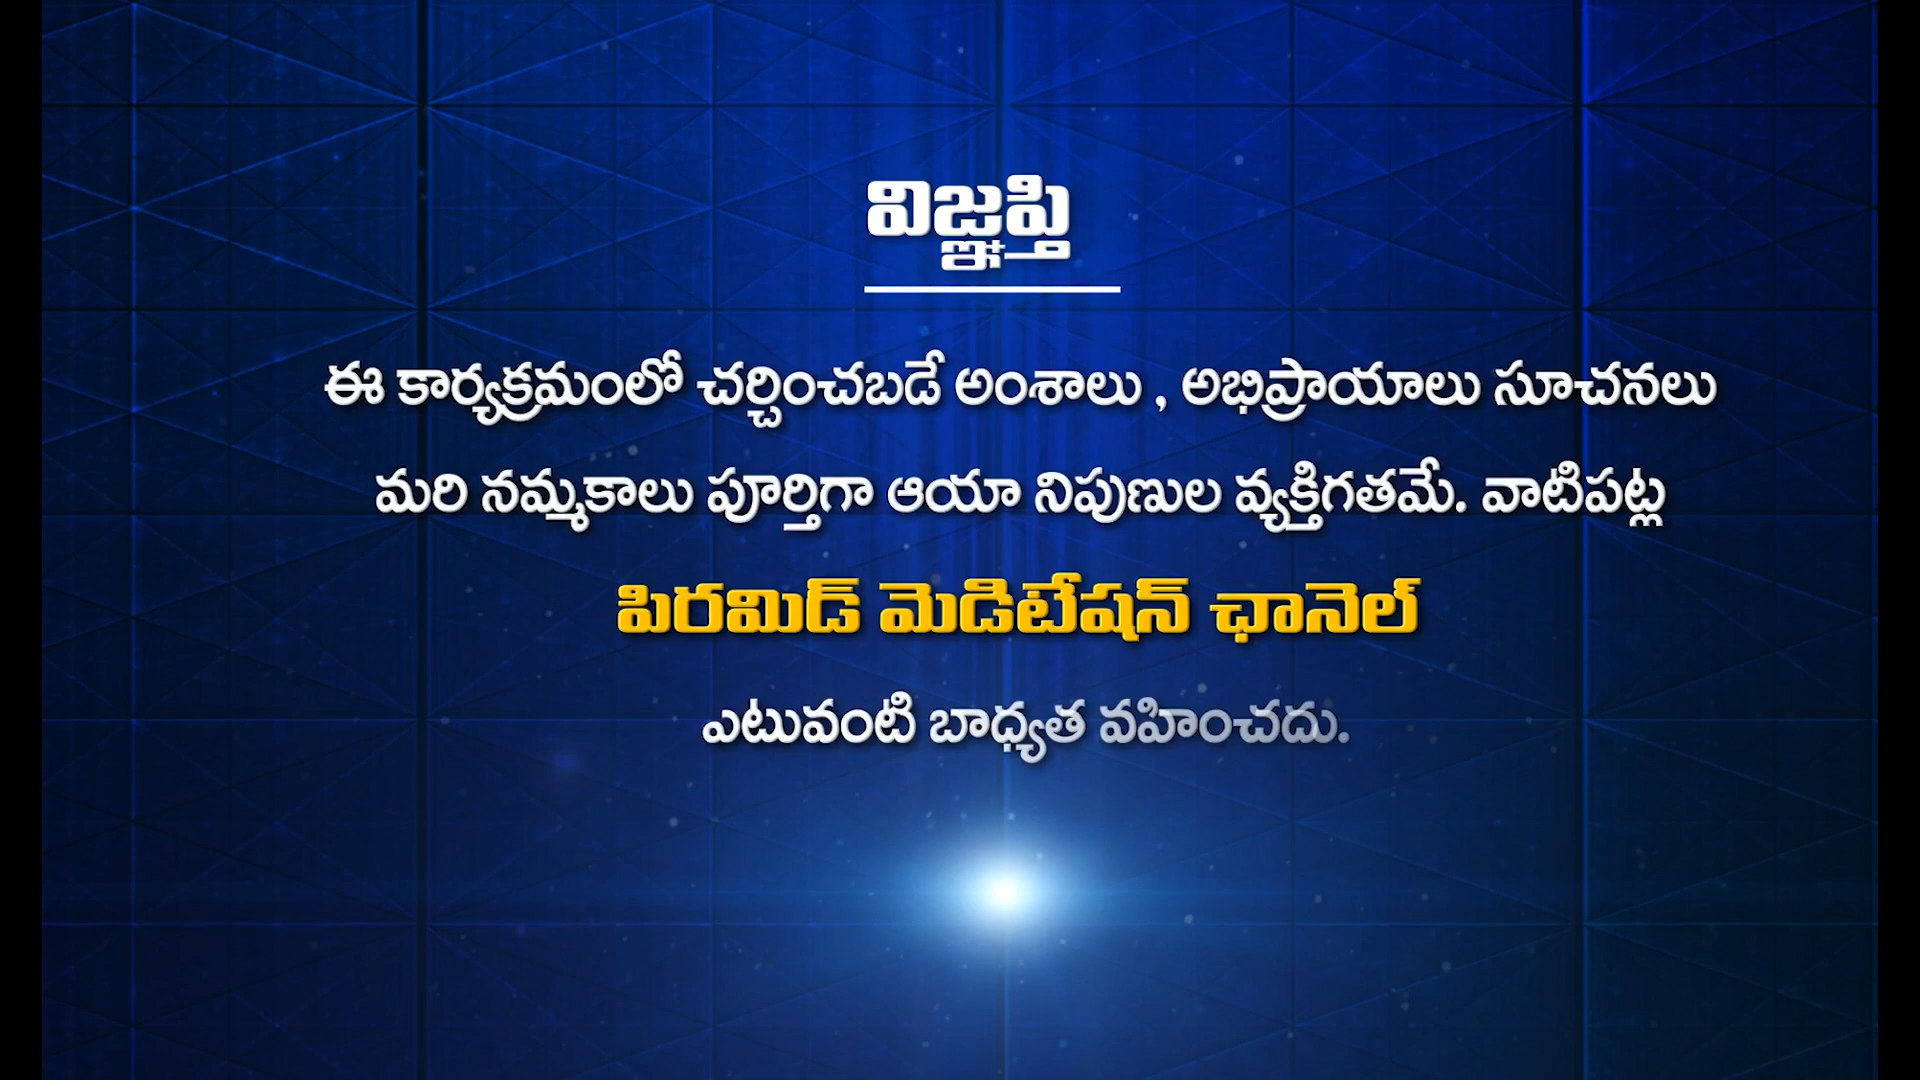 విజ్ఞప్తి
ఈ కార్యక్రమంలో చర్చించబడే అంశాలు , అభిప్రాయాలు సూచనలు
మరి నమ్మకాలు పూర్తిగా ఆయా నిపుణుల వ్యక్తిగతమే. వాటిపట్ల
పిరమిడ్ మెడిటేషన్ ఛానెల్
ఎటువంటి బాధ్యత వహించదు.